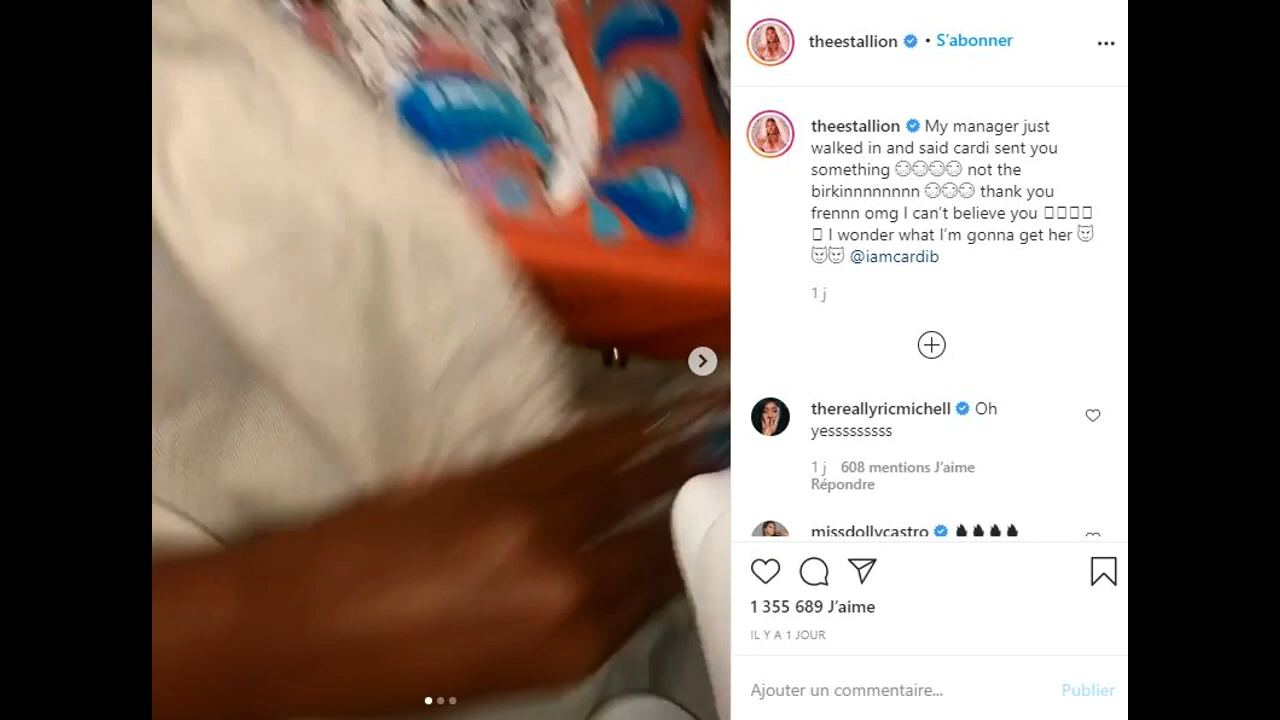 theestallion • S'abonner
theestallion My manager just
walked in and said cardi sent you
something 😏😏😏😏 not the
birkinnnnnnnn 😏😏😏 thank you
frennn omg I can't believe you
I wonder what I'm gonna get her 😈
😈😈 @iamcardib
1 j
thereallyricmichell Oh
yesssssssss
1 j 608 mentions J'aime
Répondre
missdollycastro 🔥🔥🔥🔥
1 355 689 J'aime
IL Y A 1 JOUR
Ajouter un commentaire... Publier